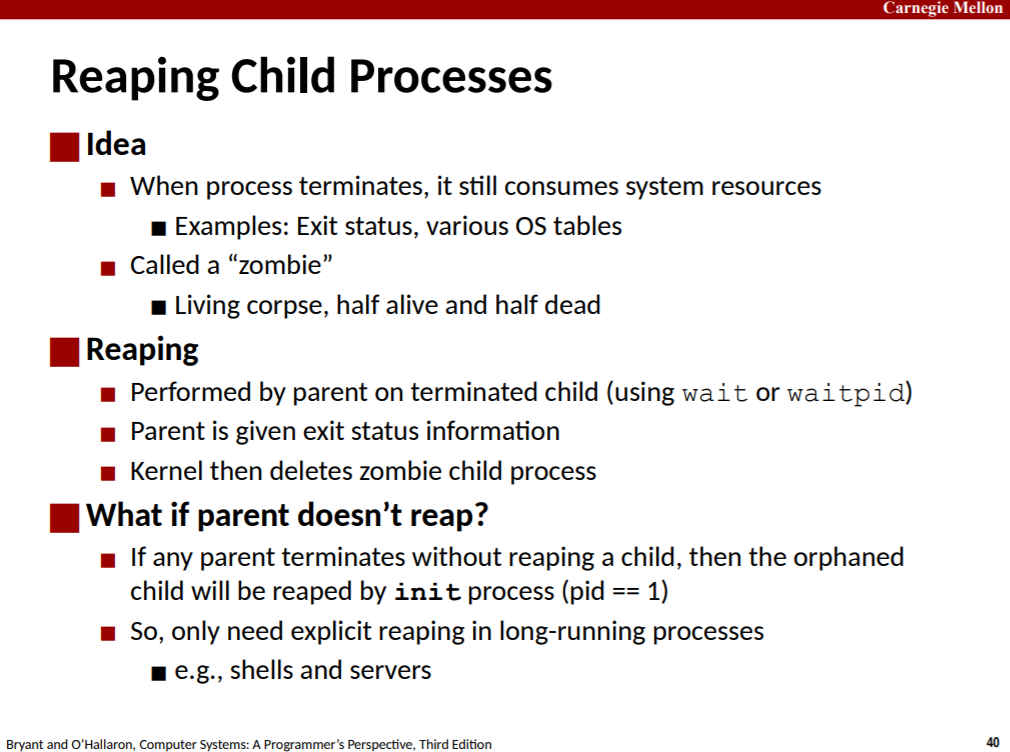 Carnegie Mellon
Reaping Child Processes
Idea
When process terminates, it still consumes system resources
Examples: Exit status, various OS tables
Called a “zombie”
Living corpse, half alive and half dead
Reaping
Performed by parent on terminated child (using wait or waitpid)
Parent is given exit status information
Kernel then deletes zombie child process
What if parent doesn’t reap?
If any parent terminates without reaping a child, then the orphaned
child will be reaped by init process (pid == 1)
So, only need explicit reaping in long-running processes
e.g., shells and servers
Bryant and O’Hallaron, Computer Systems: A Programmer’s Perspective, Third Edition
40